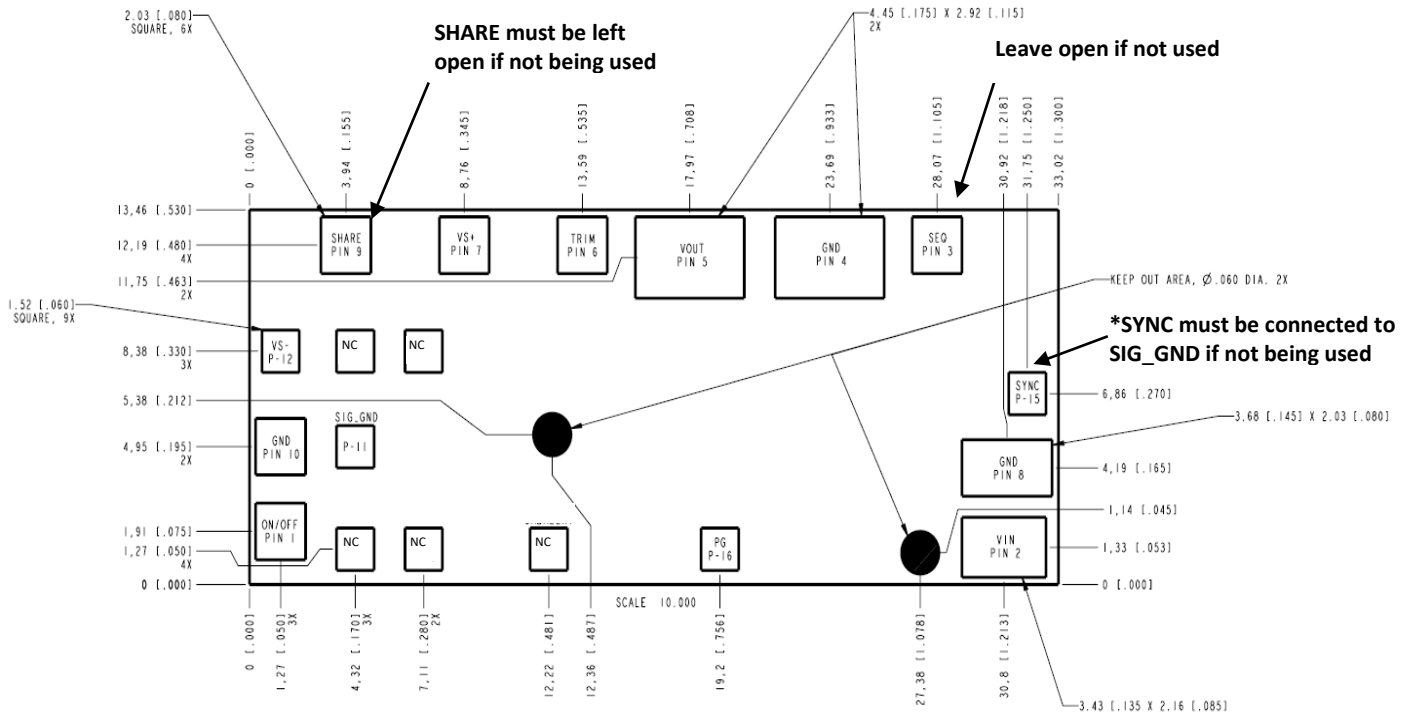 2.03 [.080]
SQUARE, 6X
SHARE must be left
open if not being used
4.45 [.175] X 2.92 [.115]
2X
Leave open if not used
0 [.000]
3,94 [.155]
8,76 [.345]
13,59 [.535]
17,97 [.708]
23,69 [.933]
28,07 [1.105]
30,92 [1.218]
31,75 [1.250]
33,02 [1.300]
13,46 [.530]
12,19 [.480]
4X
11,75 [.463]
2X
SHARE
PIN 9
VS+
PIN 7
TRIM
PIN 6
VOUT
PIN 5
GND
PIN 4
SEQ
PIN 3
KEEP OUT AREA, Ø.060 DIA. 2X
1.52 [.060]
SQUARE, 9X
8,38 [.330]
3X
VS-
P-12
NC
NC
*SYNC must be connected to
SIG_GND if not being used
SYNC
P-15
6,86 [.270]
5,38 [.212]
3.68 [.145] X 2.03 [.080]
4,95 [.195]
2X
GND
PIN 10
SIG_GND
P-11
GND
PIN 8
4,19 [.165]
1,14 [.045]
1,91 [.075]
1,27 [.050]
4X
ON/OFF
PIN 1
NC
NC
NC
PG
P-16
VIN
PIN 2
1,33 [.053]
0 [.000]
0 [.000]
SCALE 10.000
0 [.000]
1,27 [.050]
3X
4,32 [.170]
3X
7,11 [.280]
2X
12,22 [.481]
12,36 [.487]
19,2 [.756]
27,38 [1.078]
30,8 [1.213]
3.43 [.135 X 2.16 [.085]